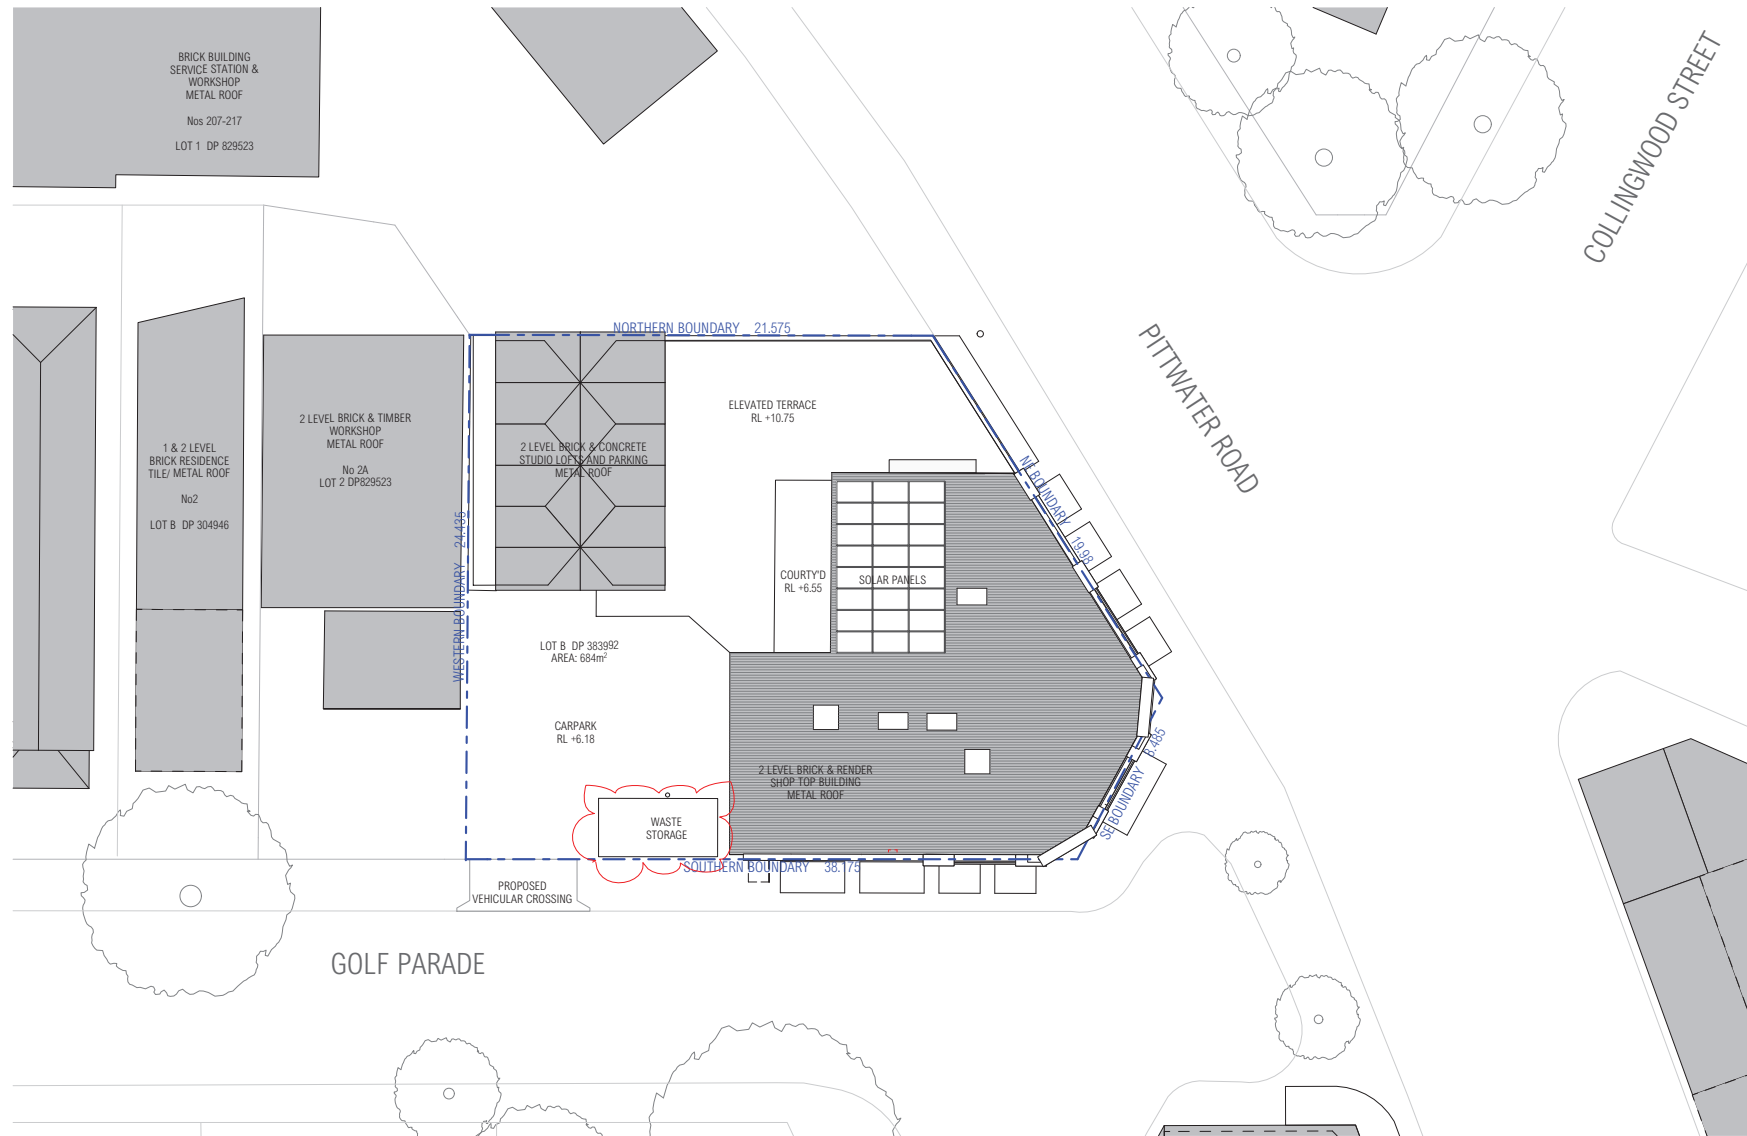 BRICK BUILDING
SERVICE STATION &
WORKSHOP
METAL ROOF
Nos 207-217
LOT 1 DP 829523
COLLINGWOOD STREET
PITTWATER ROAD
NORTHERN BOUNDARY 21.575
ELEVATED TERRACE
RL +10.75
2 LEVEL BRICK & TIMBER
WORKSHOP
METAL ROOF
No 2A
LOT 2 DP829523
1 & 2 LEVEL
BRICK RESIDENCE
TILE/ METAL ROOF
No2
LOT B DP 304946
2 LEVEL BRICK & CONCRETE
STUDIO LOFTS AND PARKING
METAL ROOF
NE BOUNDARY 19.98
WESTERN BOUNDARY 24.435
COURTY'D
RL +6.55
SOLAR PANELS
LOT B DP 383992
AREA: 684m²
CARPARK
RL +6.18
2 LEVEL BRICK & RENDER
SHOP TOP BUILDING
METAL ROOF
SE BOUNDARY 8.485
WASTE
STORAGE
SOUTHERN BOUNDARY 38.175
PROPOSED
VEHICULAR CROSSING
GOLF PARADE